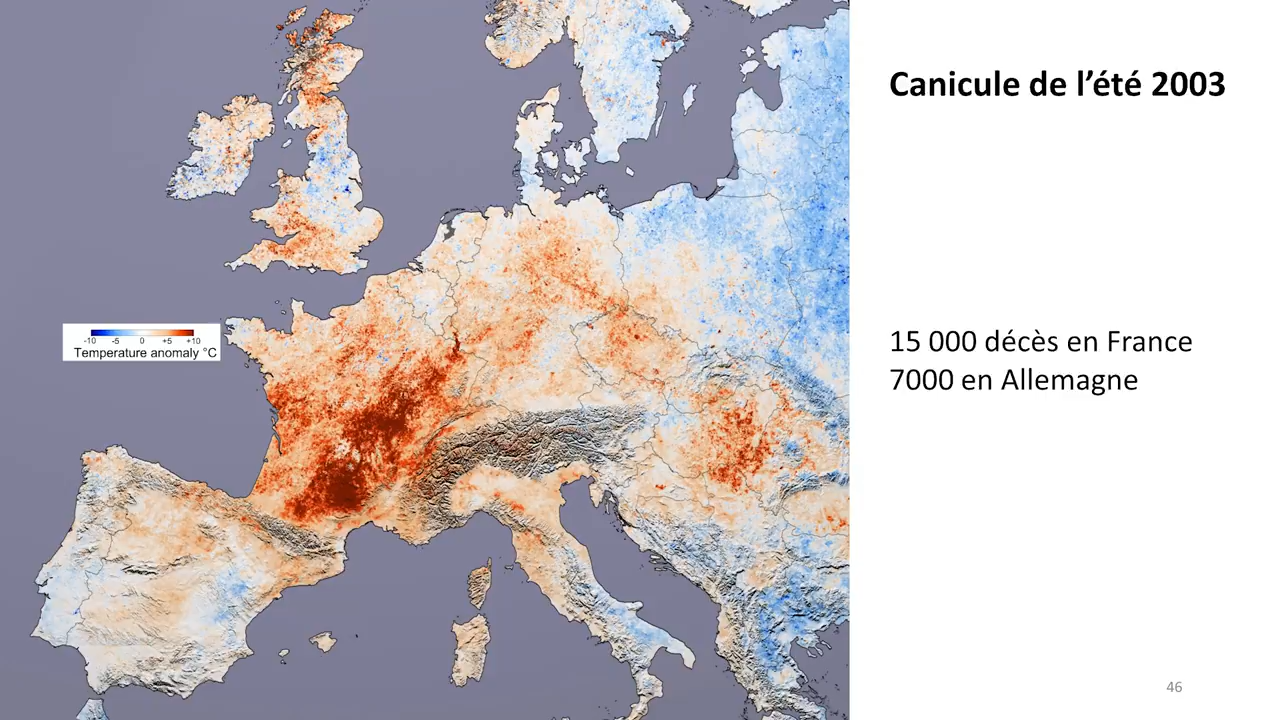 Canicule de l’été 2003
-10 -5 0 +5 +10
Temperature anomaly °C
15 000 décès en France
7000 en Allemagne
46